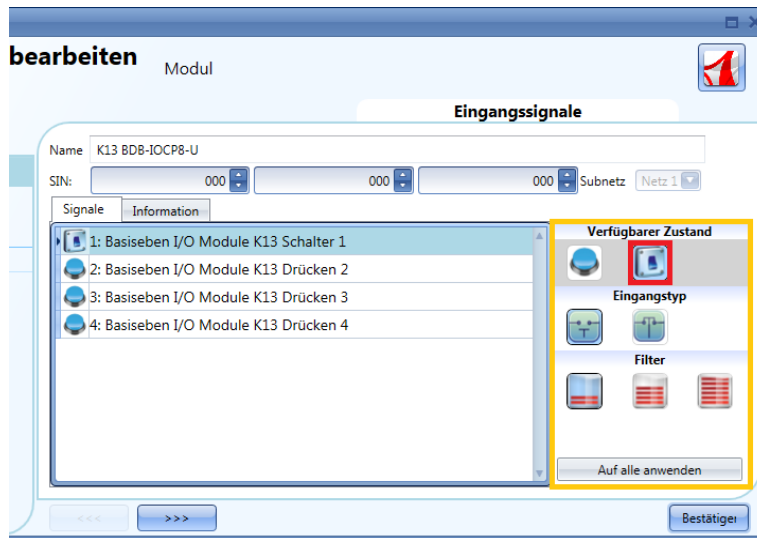 bearbeiten
Modul
Eingangssignale
Name K13 BDB-IOCP8-U
SIN: 000 000 000 Subnetz Netz 1
Signale Information
1: Basiseben I/O Module K13 Schalter 1
2: Basiseben I/O Module K13 Drücken 2
3: Basiseben I/O Module K13 Drücken 3
4: Basiseben I/O Module K13 Drücken 4
Verfügbarer Zustand
Eingangstyp
Filter
Auf alle anwenden
<<< >>> Bestätiger